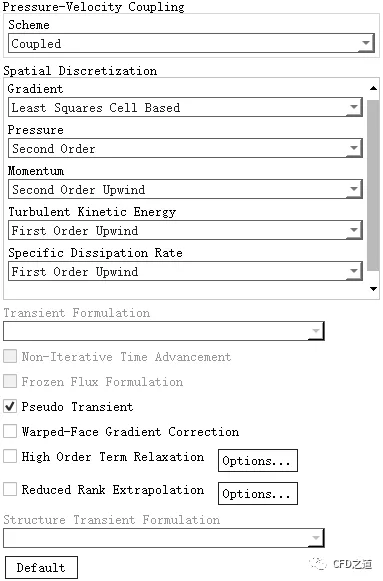 Pressure-Velocity Coupling
Scheme
Coupled
Spatial Discretization
Gradient
Least Squares Cell Based
Pressure
Second Order
Momentum
Second Order Upwind
Turbulent Kinetic Energy
First Order Upwind
Specific Dissipation Rate
First Order Upwind
Transient Formulation
Non-Iterative Time Advancement
Frozen Flux Formulation
Pseudo Transient
Warped-Face Gradient Correction
High Order Term Relaxation Options...
Reduced Rank Extrapolation Options...
Structure Transient Formulation
Default
CFD之道